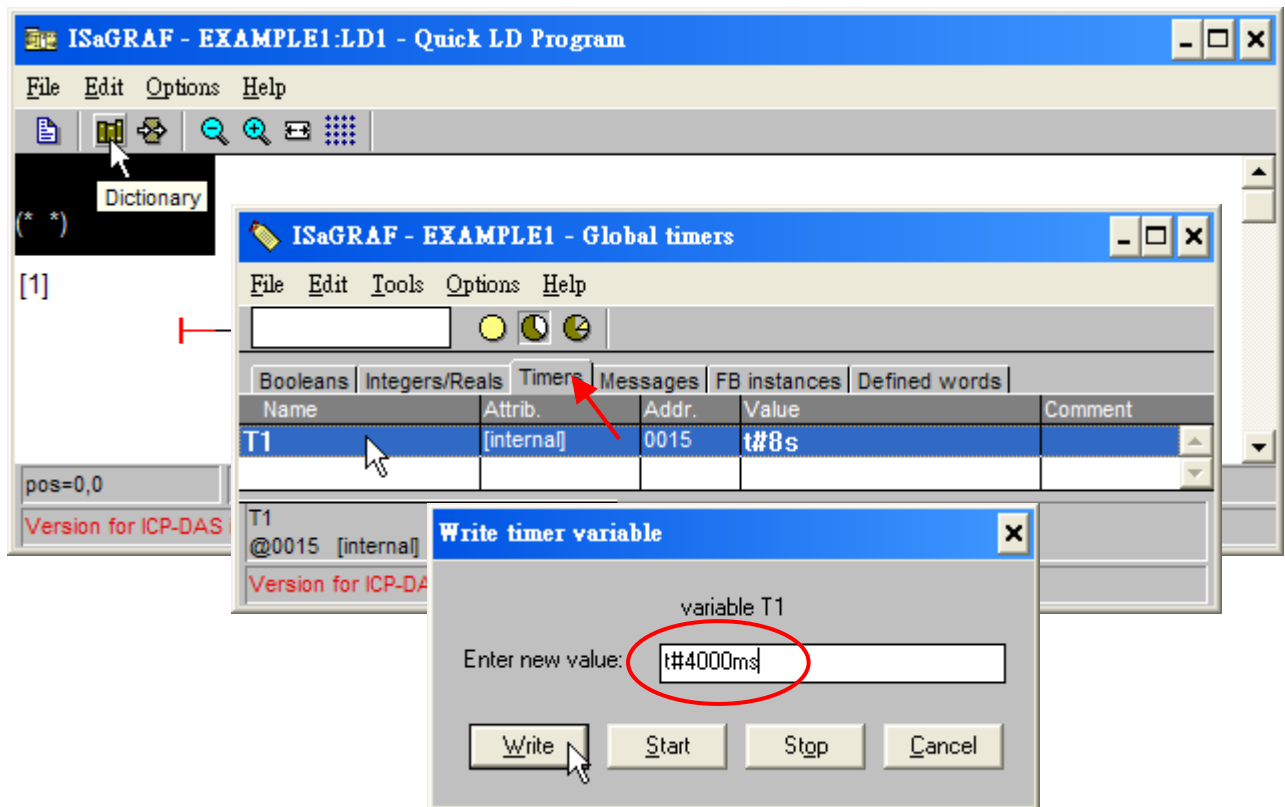 ISaGRAF - EXAMPLE1:LD1 - Quick LD Program
File Edit Options Help
Dictionary
(* *)
[1]
ISaGRAF - EXAMPLE1 - Global timers
File Edit Tools Options Help
Booleans Integers/Reals Timers Messages FB instances Defined words
Name Attrib. Addr. Value Comment
T1 [internal] 0015 t#8s
pos=0,0
Version for ICP-DAS
T1
@0015 [internal]
Version for ICP-DA
Write timer variable
variable T1
Enter new value: t#4000ms
Write Start Stop Cancel